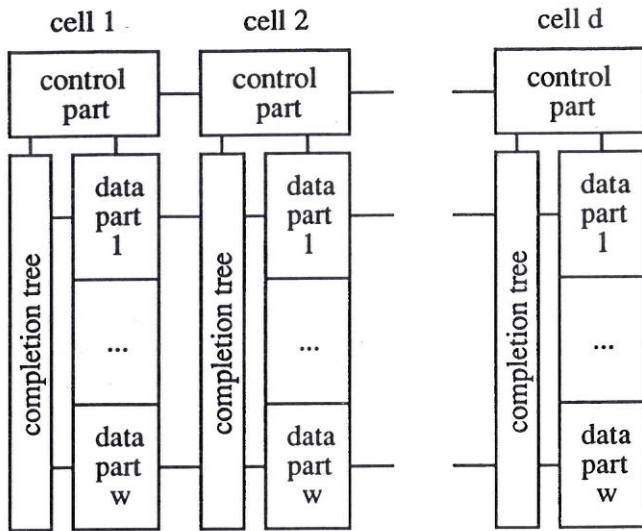 cell 1
cell 2
cell d
control
part
control
part
control
part
completion tree
data
part
1
...
data
part
w
completion tree
data
part
1
...
data
part
w
completion tree
data
part
1
...
data
part
w